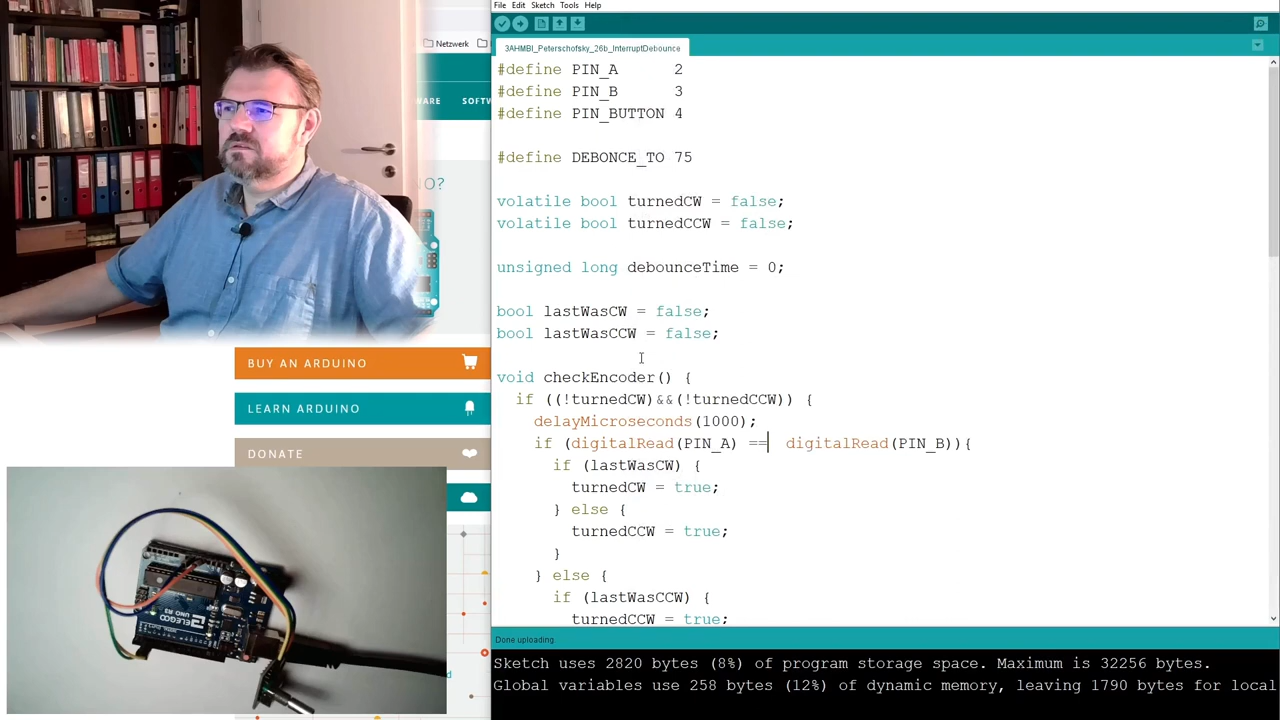 File Edit Sketch Tools Help
Netzwerk
3AHMBI_Peterschofsky_26b_InterruptDebounce
WARE SOFTW
NO?
BUY AN ARDUINO
LEARN ARDUINO
DONATE
#define PIN_A 2
#define PIN_B 3
#define PIN_BUTTON 4
#define DEBONCE_TO 75
volatile bool turnedCW = false;
volatile bool turnedCCW = false;
unsigned long debounceTime = 0;
bool lastWasCW = false;
bool lastWasCCW = false;
void checkEncoder() {
if ((!turnedCW)&&(!turnedCCW)) {
delayMicroseconds(1000);
if (digitalRead(PIN_A) == digitalRead(PIN_B)){
if (lastWasCW) {
turnedCW = true;
} else {
turnedCCW = true;
}
} else {
if (lastWasCCW) {
turnedCCW = true;
UNO R3
ELEGOO
Done uploading.
Sketch uses 2820 bytes (8%) of program storage space. Maximum is 32256 bytes.
Global variables use 258 bytes (12%) of dynamic memory, leaving 1790 bytes for local